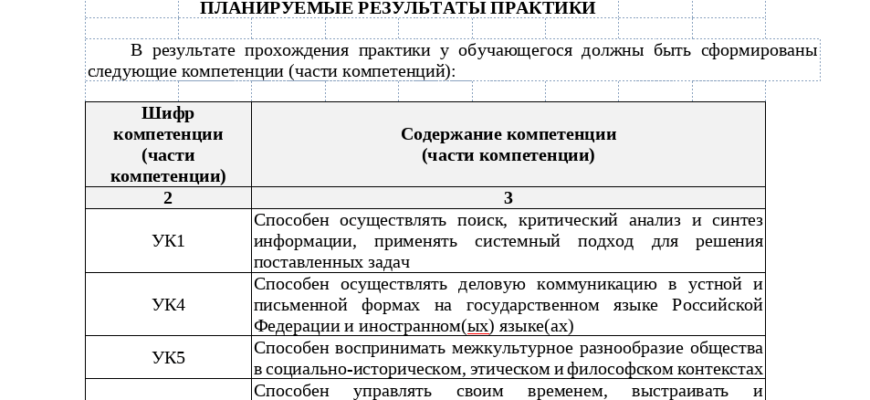 ПЛАНИРУЕМЫЕ РЕЗУЛЬТАТЫ ПРАКТИКИ
В результате прохождения практики у обучающегося должны быть сформированы
следующие компетенции (части компетенций):
Шифр
компетенции
(части
компетенции)
Содержание компетенции
(части компетенции)
2
3
УК1
Способен осуществлять поиск, критический анализ и синтез
информации, применять системный подход для решения
поставленных задач
УК4
Способен осуществлять деловую коммуникацию в устной и
письменной формах на государственном языке Российской
Федерации и иностранном(ых) языке(ах)
УК5
Способен воспринимать межкультурное разнообразие общества
в социально-историческом, этическом и философском контекстах
Способен управлять своим временем, выстраивать и